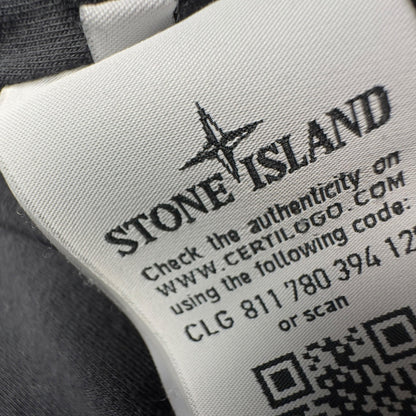 STONE ISLAND
Check the authenticity on
WWW.CERTILOGO.COM
using the following code:
CLG 811 780 394 12
or scan